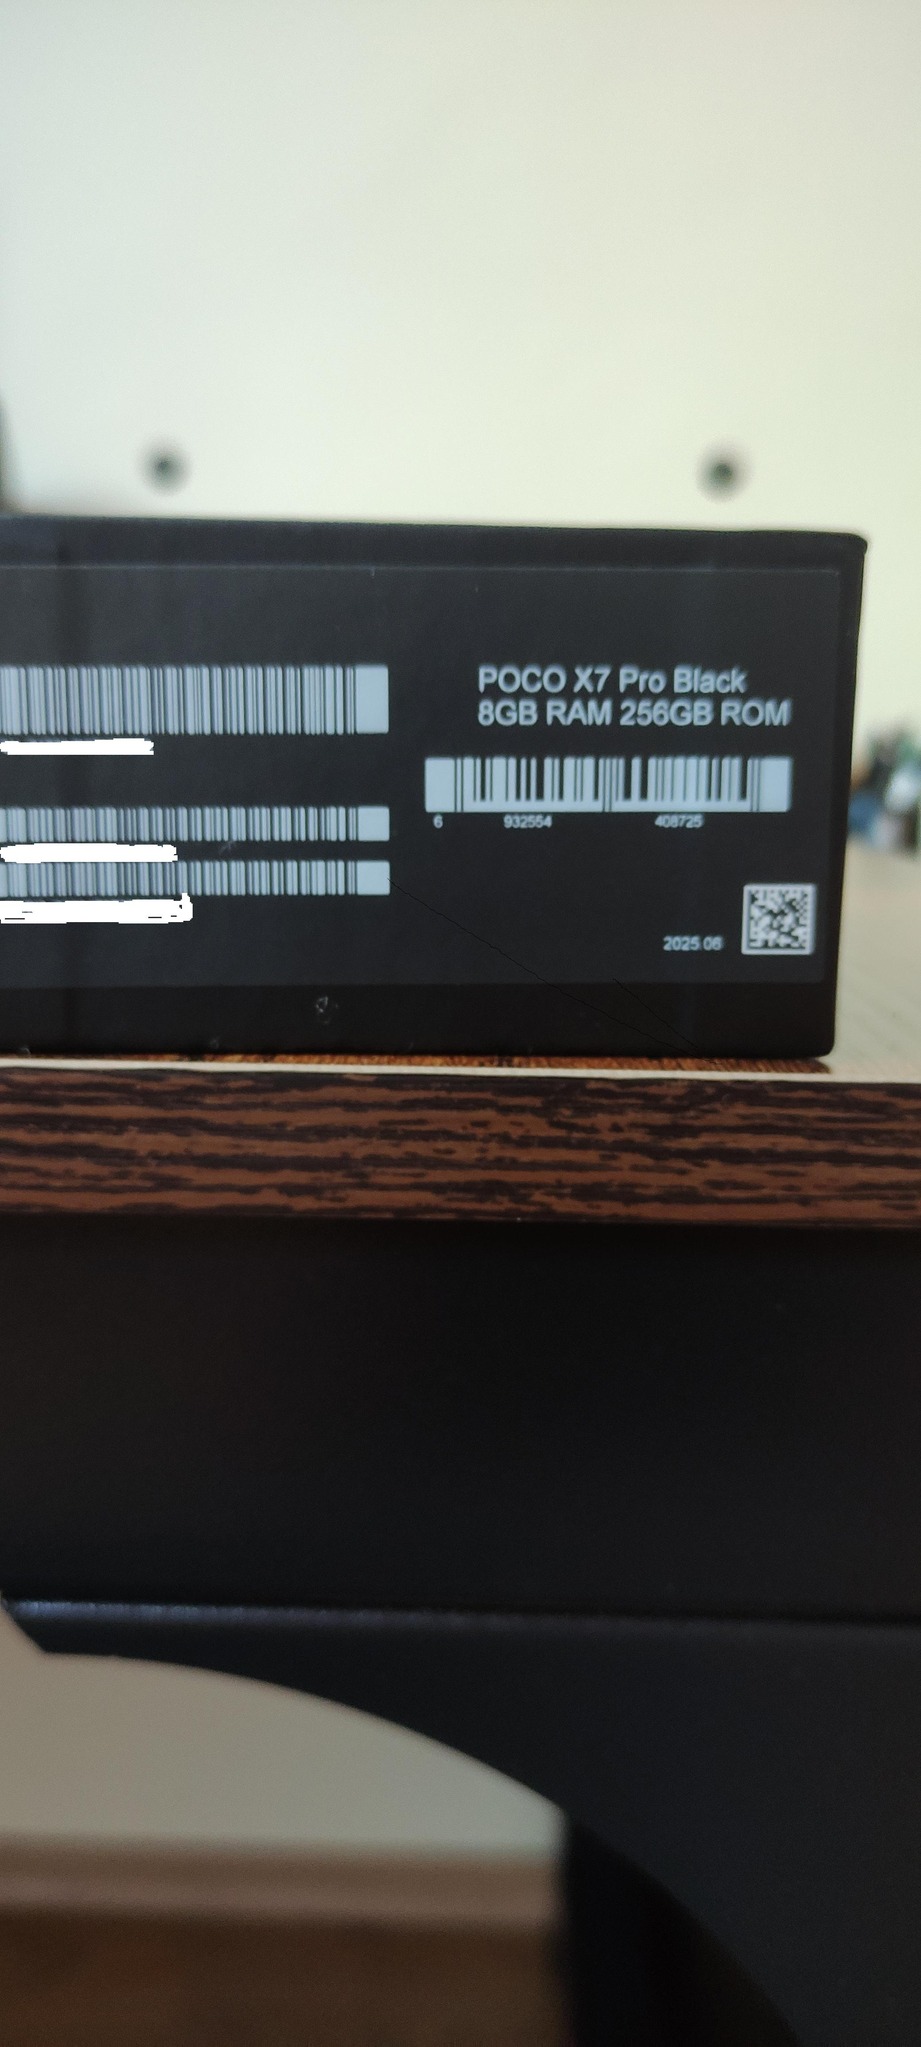 POCO X7 Pro Black
8GB RAM 256GB ROM
6 932554 408725
2025.06